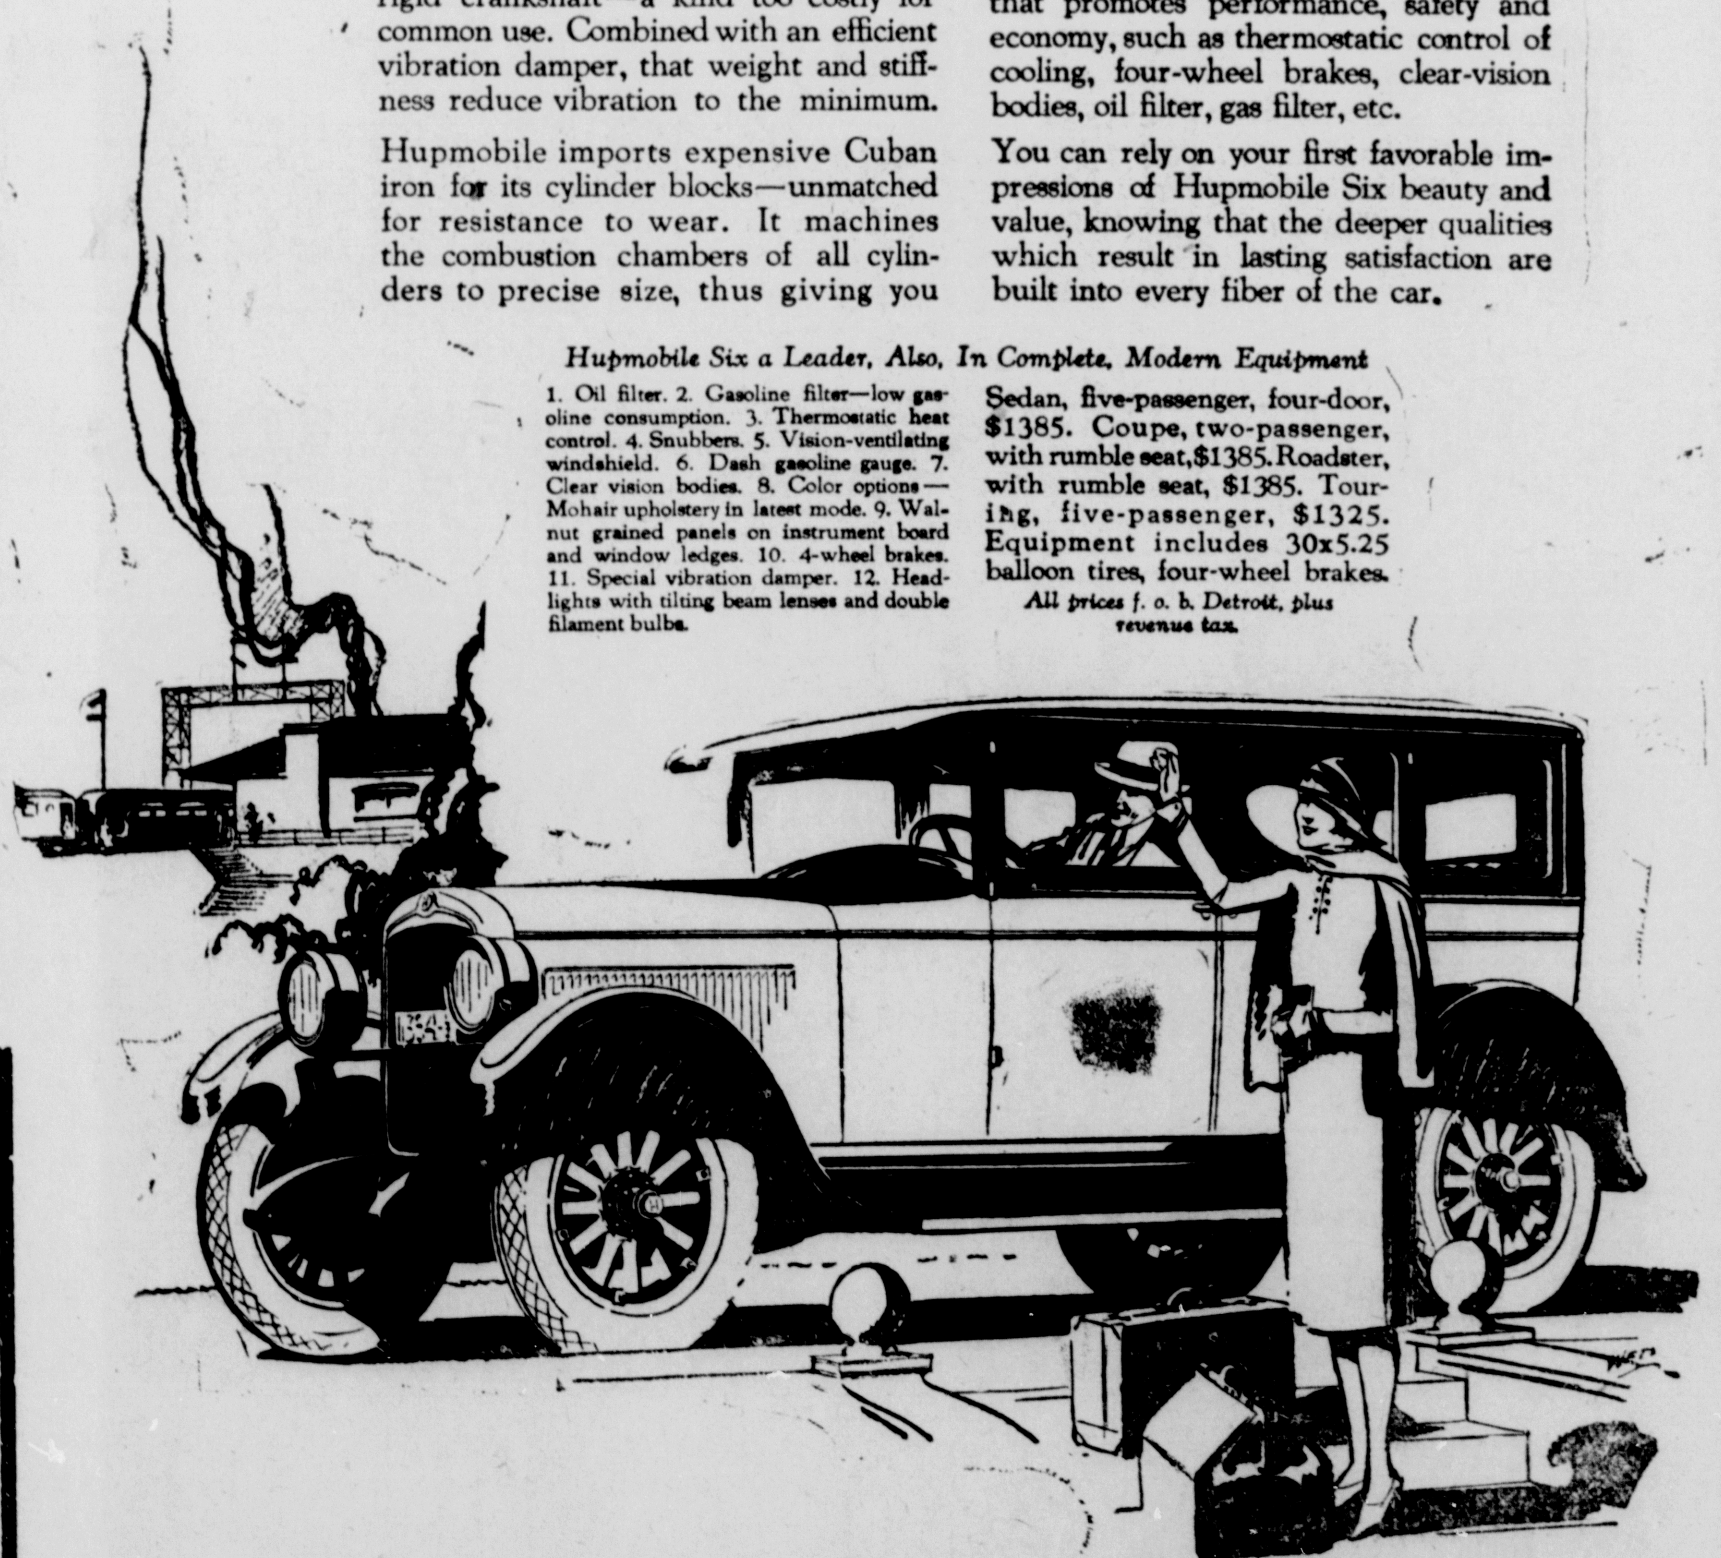 rigid crankshaft—a kind too costly for
common use. Combined with an efficient
vibration damper, that weight and stiff-
ness reduce vibration to the minimum.
Hupmobile imports expensive Cuban
iron for its cylinder blocks—unmatched
for resistance to wear. It machines
the combustion chambers of all cylin-
ders to precise size, thus giving you
that promotes performance, safety and
economy, such as thermostatic control of
cooling, four-wheel brakes, clear-vision
bodies, oil filter, gas filter, etc.
You can rely on your first favorable im-
pressions of Hupmobile Six beauty and
value, knowing that the deeper qualities
which result in lasting satisfaction are
built into every fiber of the car.
Hupmobile Six a Leader, Also, In Complete, Modern Equipment
1. Oil filter. 2. Gasoline filter—low gas-
oline consumption. 3. Thermostatic heat
control. 4. Snubbers. 5. Vision-ventilating
windshield. 6. Dash gasoline gauge. 7.
Clear vision bodies. 8. Color options—
Mohair upholstery in latest mode. 9. Wal-
nut grained panels on instrument board
and window ledges. 10. 4-wheel brakes.
11. Special vibration damper. 12. Head-
lights with tilting beam lenses and double
filament bulbs.
Sedan, five-passenger, four-door,
$1385. Coupe, two-passenger,
with rumble seat, $1385. Roadster,
with rumble seat, $1385. Tour-
ing, five-passenger, $1325.
Equipment includes 30x5.25
balloon tires, four-wheel brakes.
All prices f. o. b. Detroit, plus
revenue tax.
H